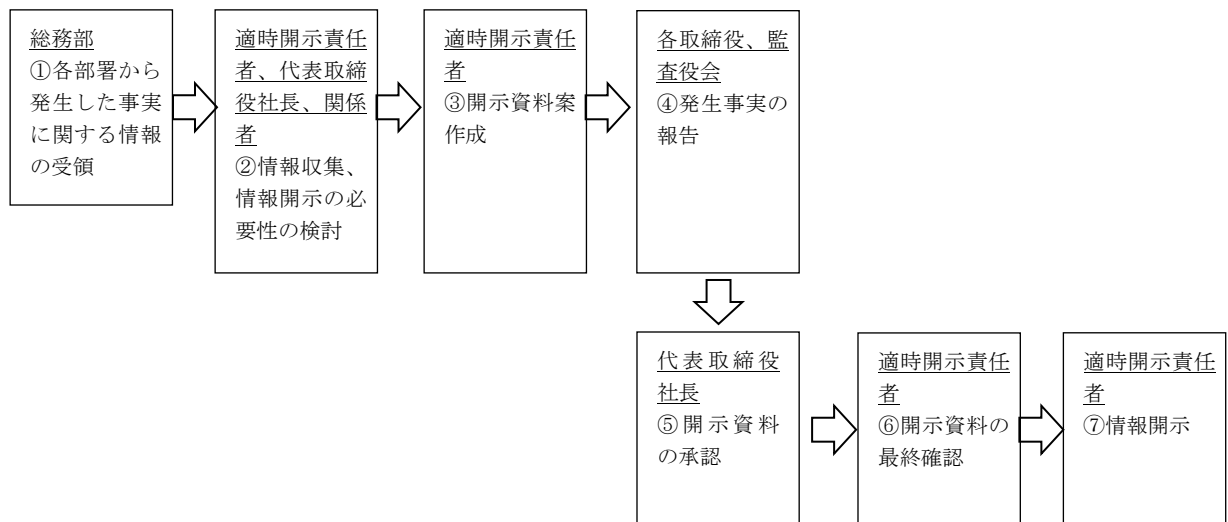 総務部
①各部署から
発生した事実
に関する情報
の受領
適時開示責任
者、代表取締
役社長、関係
者
②情報収集、
情報開示の必
要性の検討
適時開示責任
者
③開示資料案
作成
各取締役、監
査役会
④発生事実の
報告
代表取締役
社長
⑤開示資料
の承認
適時開示責任
者
⑥開示資料の
最終確認
適時開示責任
者
⑦情報開示